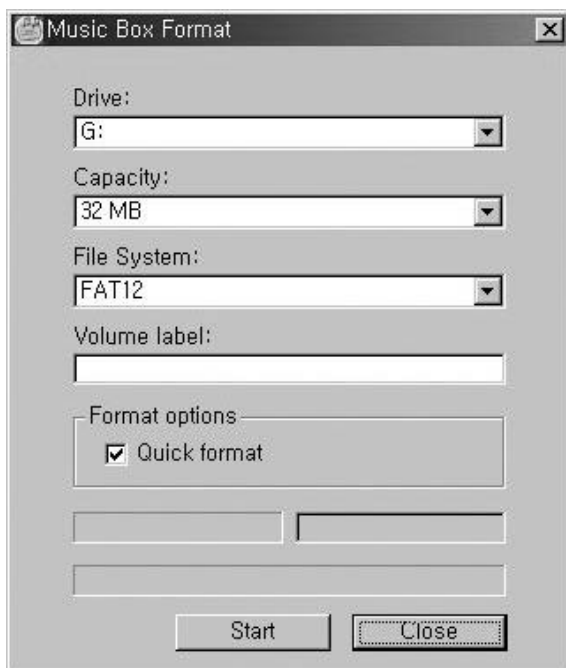 Music Box Format
Drive:
G:
Capacity:
32 MB
File System:
FAT12
Volume label:
Format options
Quick format
Start
Close